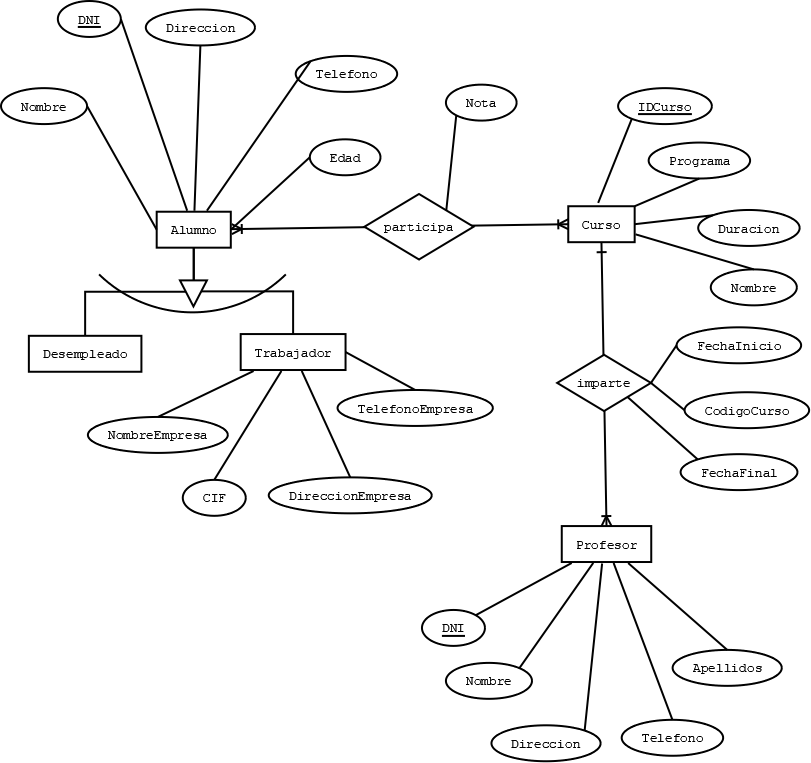 DNI
Direccion
Telefono
Nombre
Edad
Alumno
Nota
participa
IDCurso
Programa
Curso
Duracion
Nombre
Desempleado
Trabajador
NombreEmpresa
TelefonoEmpresa
CIF
DireccionEmpresa
imparte
FechaInicio
CodigoCurso
FechaFinal
Profesor
DNI
Nombre
Direccion
Telefono
Apellidos